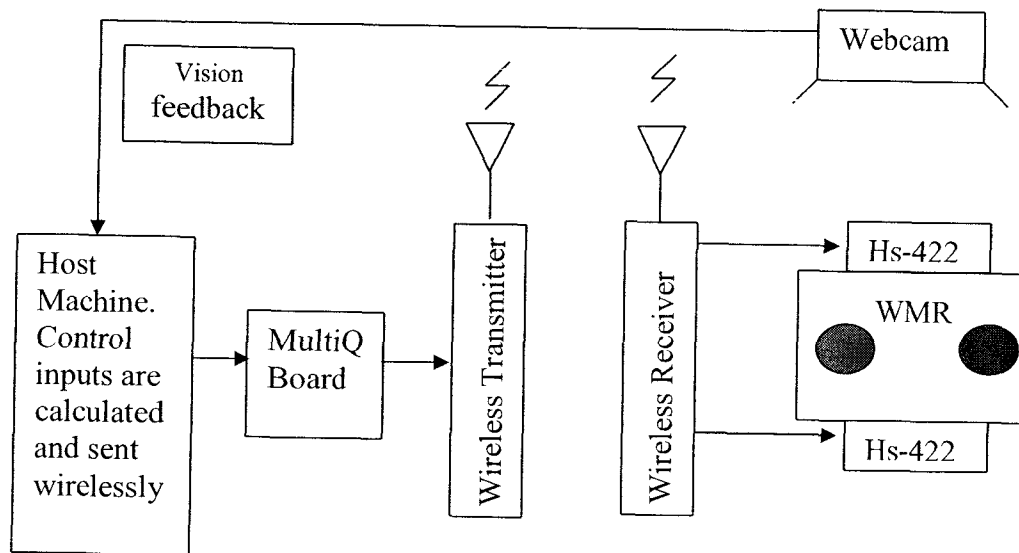 Webcam
Vision
feedback
Host
Machine.
Control
inputs are
calculated
and sent
wirelessly
MultiQ
Board
Wireless Transmitter
Wireless Receiver
Hs-422
WMR
Hs-422